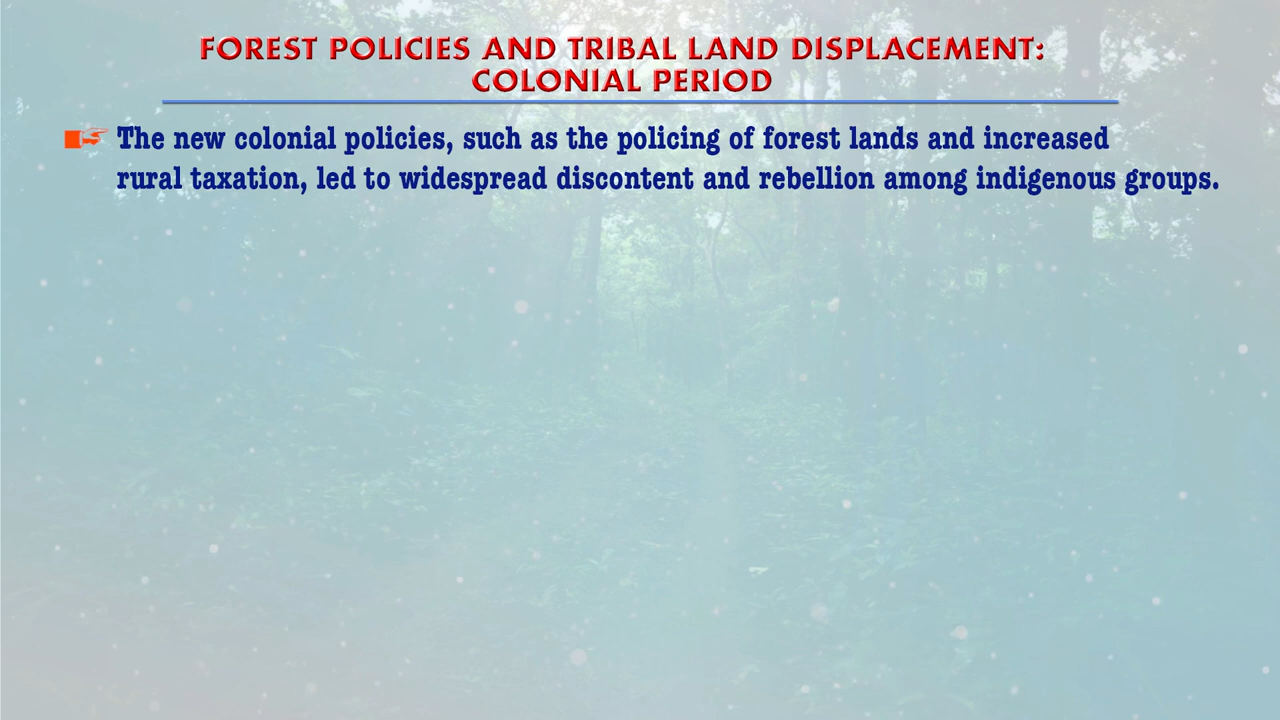 FOREST POLICIES AND TRIBAL LAND DISPLACEMENT:
COLONIAL PERIOD
The new colonial policies, such as the policing of forest lands and increased
rural taxation, led to widespread discontent and rebellion among indigenous groups.